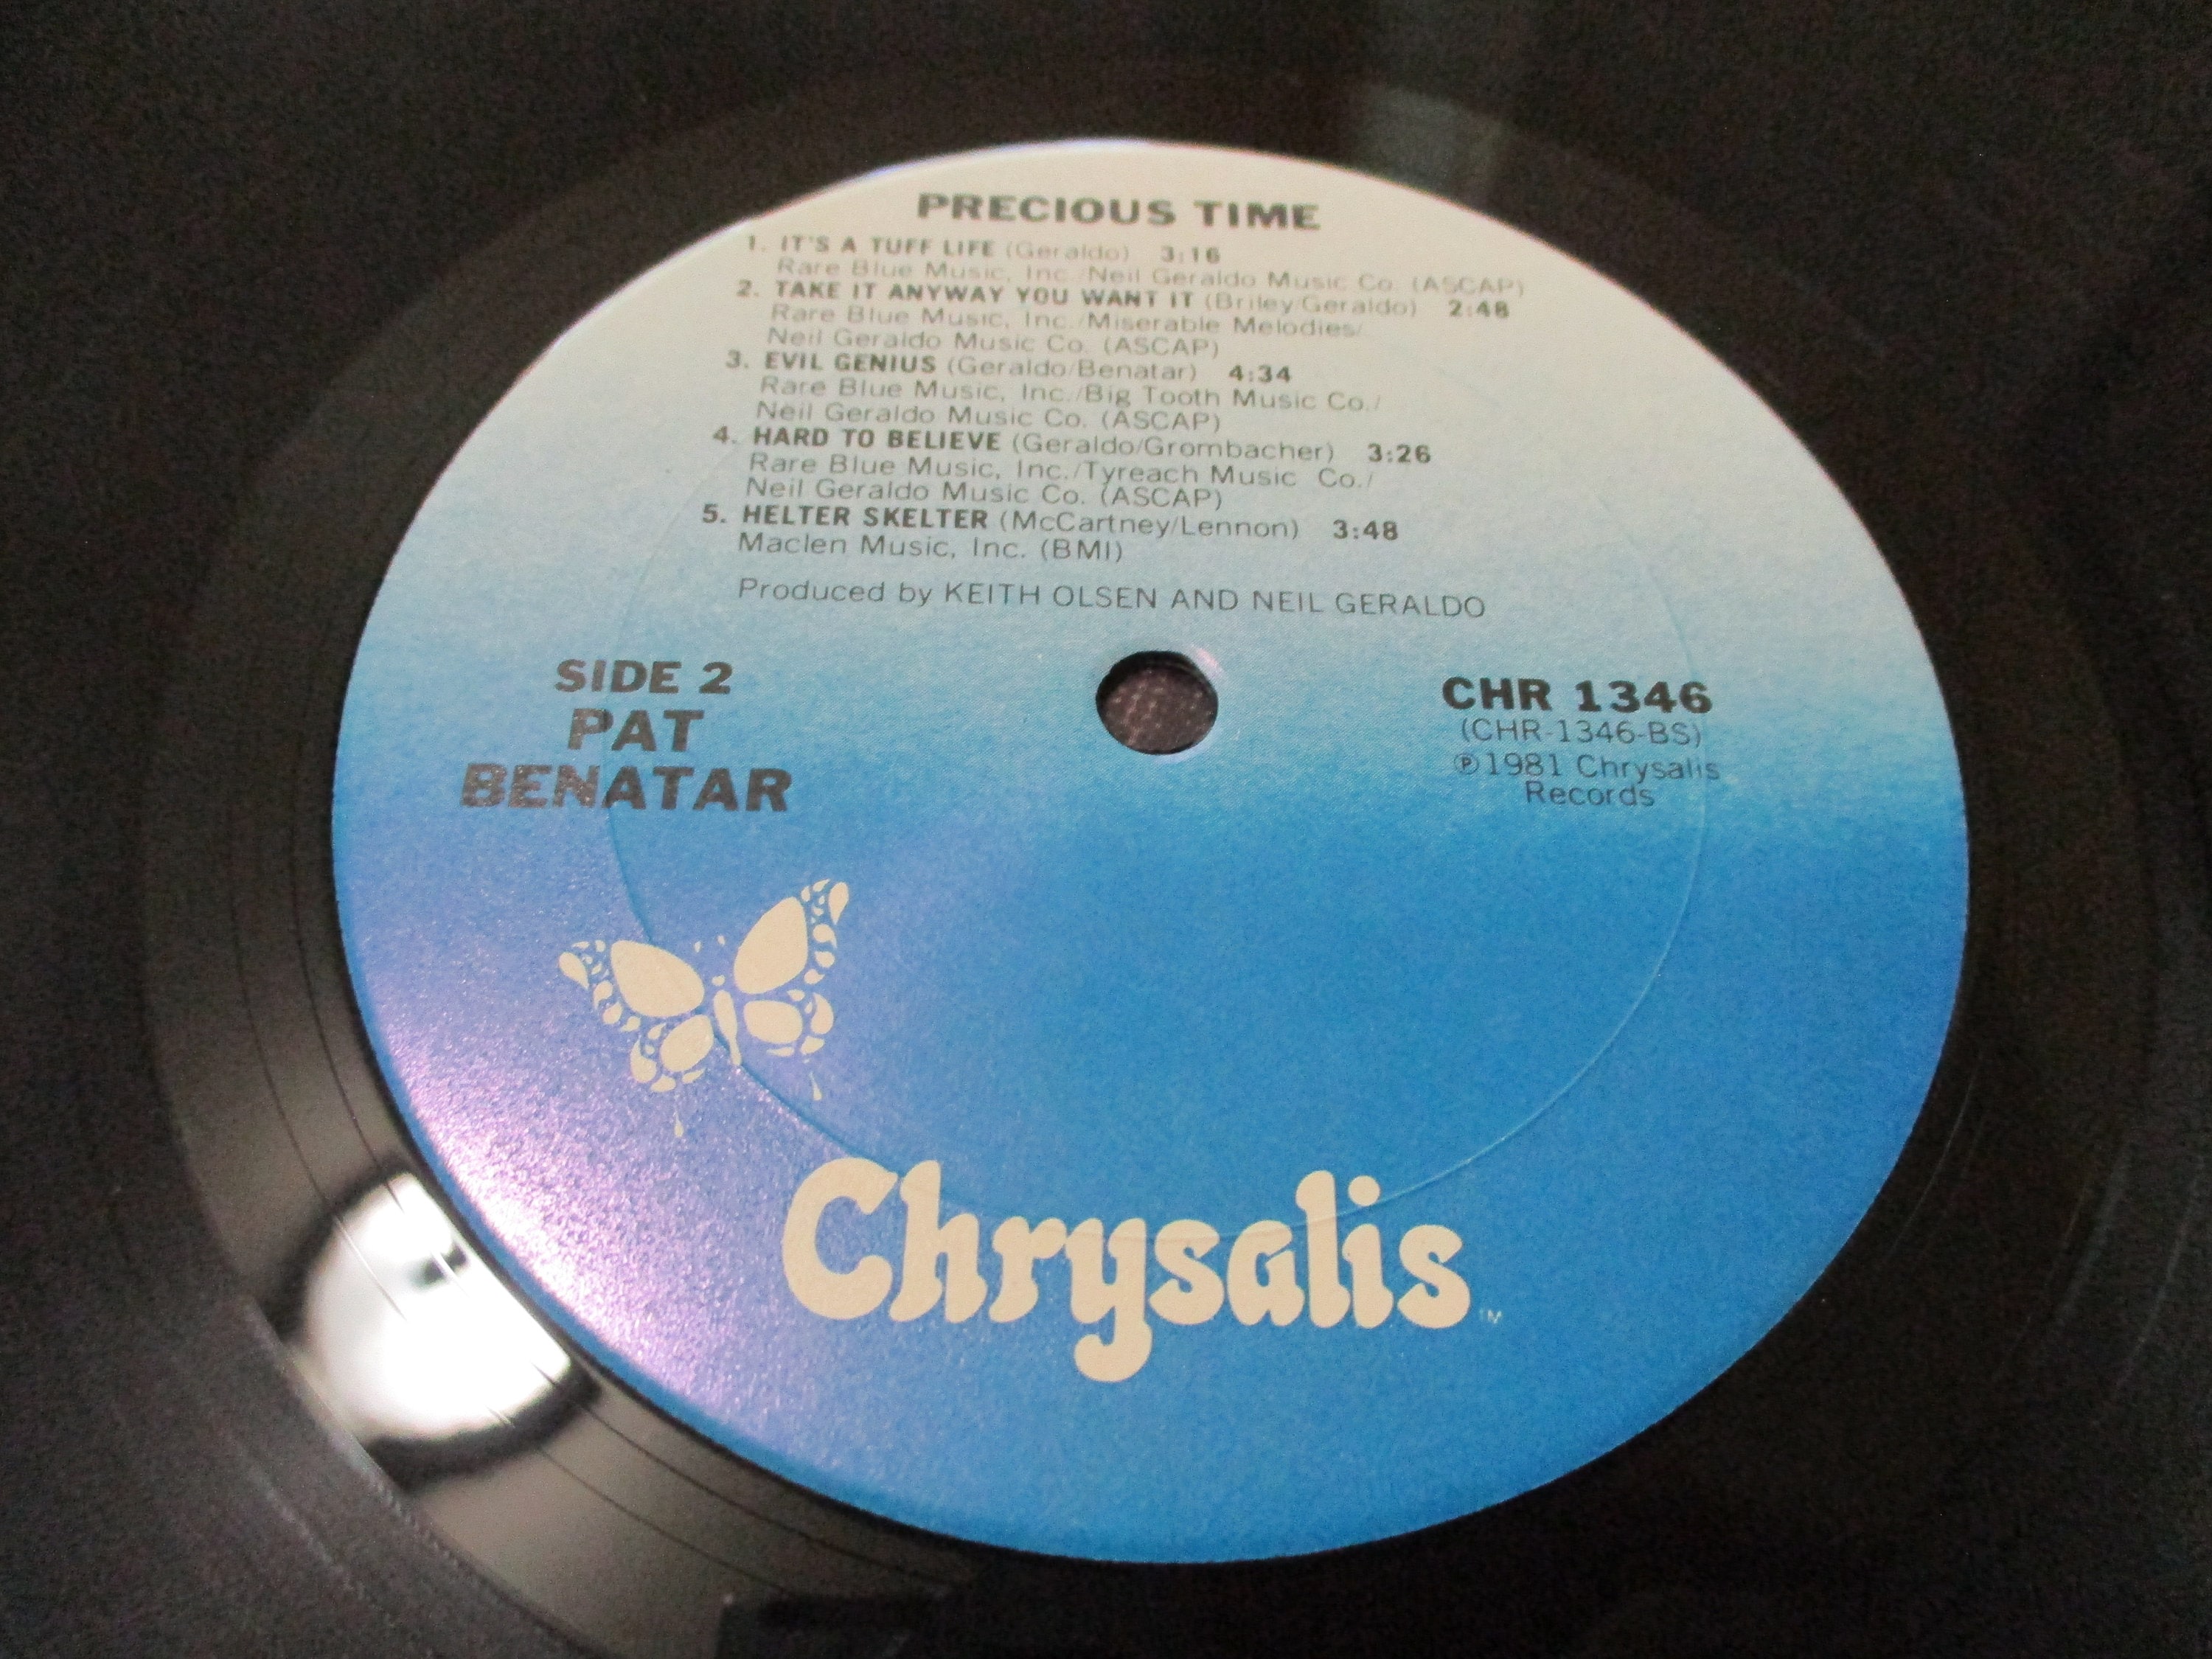 PRECIOUS TIME
1. IT'S A TUFF LIFE (Geraldo) 3:16
Rare Blue Music, Inc./Neil Geraldo Music Co. (ASCAP)
2. TAKE IT ANYWAY YOU WANT IT (Briley/Geraldo) 2:48
Rare Blue Music, Inc./Miserable Melodies/
Neil Geraldo Music Co. (ASCAP)
3. EVIL GENIUS (Geraldo/Benatar) 4:34
Rare Blue Music, Inc./Big Tooth Music Co./
Neil Geraldo Music Co. (ASCAP)
4. HARD TO BELIEVE (Geraldo/Grombacher) 3:26
Rare Blue Music, Inc./Tyreach Music Co./
Neil Geraldo Music Co. (ASCAP)
5. HELTER SKELTER (McCartney/Lennon) 3:48
Maclen Music, Inc. (BMI)
Produced by KEITH OLSEN AND NEIL GERALDO
SIDE 2
PAT
BENATAR
CHR 1346
(CHR-1346-BS)
℗1981 Chrysalis
Records
Chrysalis™